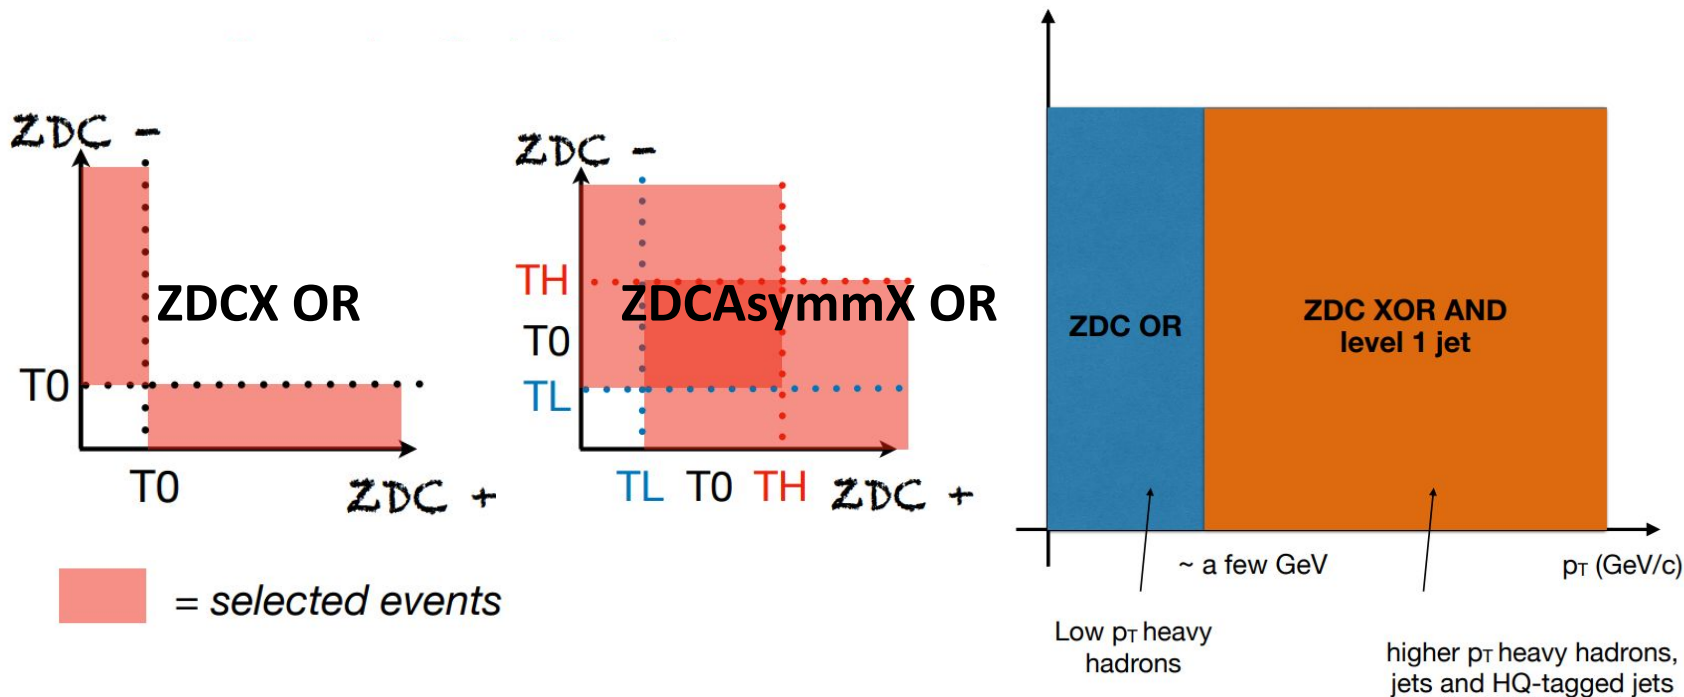 ZDC -
ZDCX OR
T0
T0
ZDC +
= selected events
ZDC -
TH
ZDCAsymmX OR
T0
TL
TL T0 TH ZDC +
ZDC OR
ZDC XOR AND
level 1 jet
~ a few GeV
pT (GeV/c)
Low pT heavy
hadrons
higher pT heavy hadrons,
jets and HQ-tagged jets